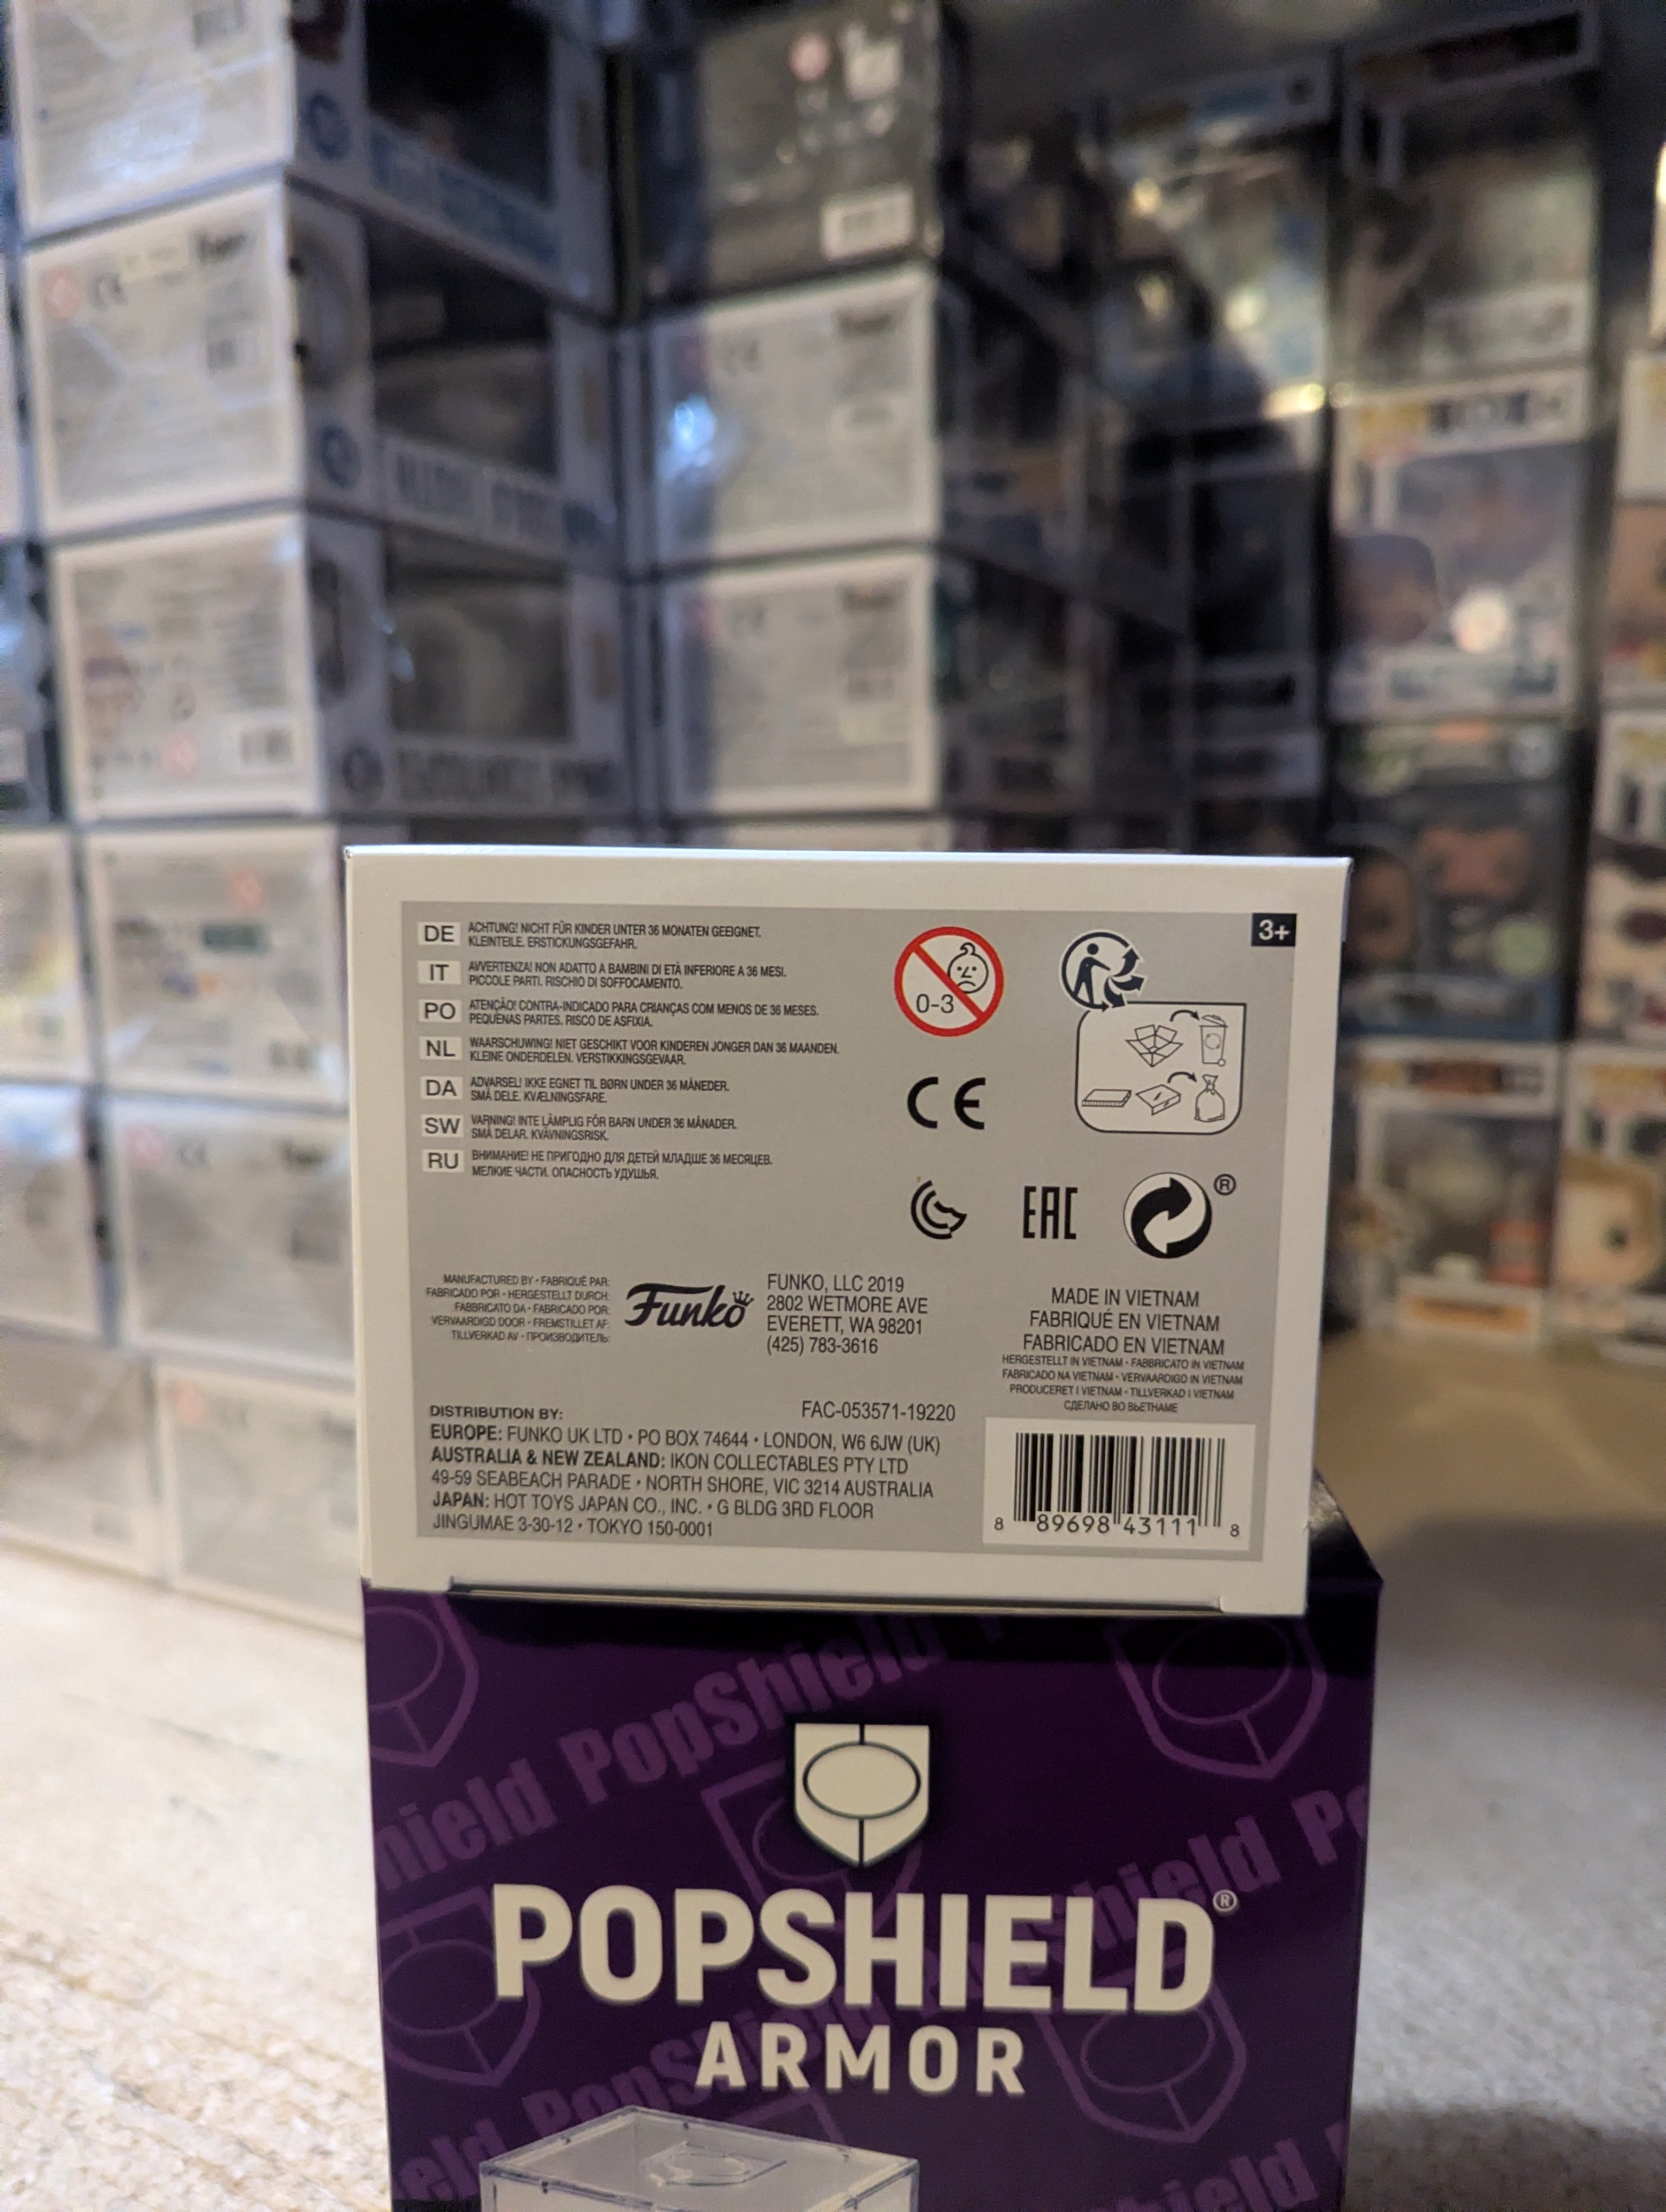 DE ACHTUNG! NICHT FÜR KINDER UNTER 36 MONATEN GEEIGNET.
KLEINTEILE. ERSTICKUNGSGEFAHR.
IT AVVERTENZA! NON ADATTO A BAMBINI DI ETÀ INFERIORE A 36 MESI.
PICCOLE PARTI. RISCHIO DI SOFFOCAMENTO.
PO ATENÇÃO! CONTRA-INDICADO PARA CRIANÇAS COM MENOS DE 36 MESES.
PEQUENAS PARTES. RISCO DE ASFIXIA.
NL WAARSCHUWING! NIET GESCHIKT VOOR KINDEREN JONGER DAN 36 MAANDEN.
KLEINE ONDERDELEN. VERSTIKKINGSGEVAAR.
DA ADVARSEL! IKKE EGNET TIL BØRN UNDER 36 MÅNEDER.
SMÅ DELE. KVÆLNINGSFARE.
SW VARNING! INTE LÄMPLIG FÖR BARN UNDER 36 MÅNADER.
SMÅ DELAR. KVÄVNINGSRISK.
RU ВНИМАНИЕ! НЕ ПРИГОДНО ДЛЯ ДЕТЕЙ МЛАДШЕ 36 МЕСЯЦЕВ.
МЕЛКИЕ ЧАСТИ. ОПАСНОСТЬ УДУШЬЯ.
0-3
3+
CE
EAC
®
MANUFACTURED BY • FABRIQUÉ PAR:
FABRICADO POR • HERGESTELLT DURCH:
FABBRICATO DA • FABRICADO POR:
VERVAARDIGD DOOR • FREMSTILLET AF:
TILLVERKAD AV • ПРОИЗВОДИТЕЛЬ:
Funko
FUNKO, LLC 2019
2802 WETMORE AVE
EVERETT, WA 98201
(425) 783-3616
MADE IN VIETNAM
FABRIQUÉ EN VIETNAM
FABRICADO EN VIETNAM
HERGESTELLT IN VIETNAM • FABBRICATO IN VIETNAM
FABRICADO NA VIETNAM • VERVAARDIGD IN VIETNAM
PRODUCERET I VIETNAM • TILLVERKAD I VIETNAM
СДЕЛАНО ВО ВЬЕТНАМЕ
FAC-053571-19220
DISTRIBUTION BY:
EUROPE: FUNKO UK LTD • PO BOX 74644 • LONDON, W6 6JW (UK)
AUSTRALIA & NEW ZEALAND: IKON COLLECTABLES PTY LTD
49-59 SEABEACH PARADE • NORTH SHORE, VIC 3214 AUSTRALIA
JAPAN: HOT TOYS JAPAN CO., INC. • G BLDG 3RD FLOOR
JINGUMAE 3-30-12 • TOKYO 150-0001
8 89698 43111 8
PopShield
POPSHIELD®
ARMOR